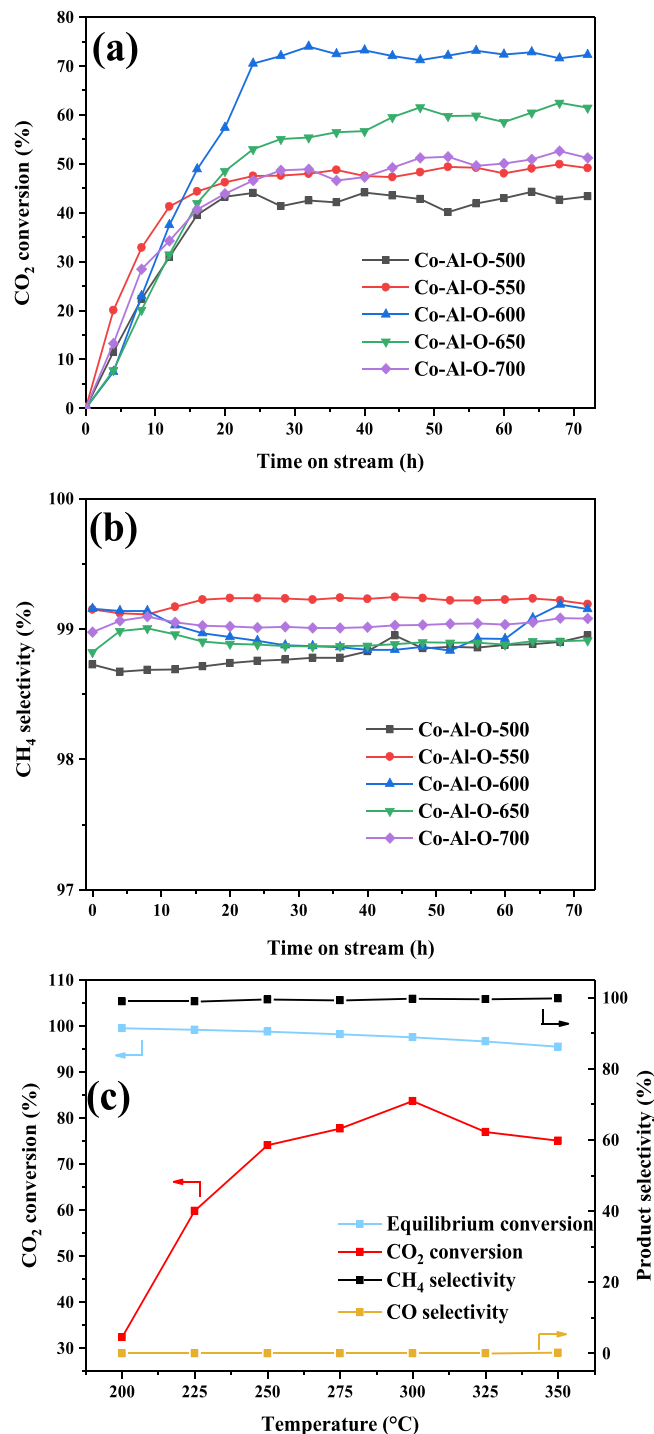 (a)
80
70
60
50
40
30
20
10
0
CO₂ conversion (%)
Co-Al-O-500
Co-Al-O-550
Co-Al-O-600
Co-Al-O-650
Co-Al-O-700
0 10 20 30 40 50 60 70
Time on stream (h)
(b)
100
99
98
97
CH₄ selectivity (%)
Co-Al-O-500
Co-Al-O-550
Co-Al-O-600
Co-Al-O-650
Co-Al-O-700
0 10 20 30 40 50 60 70
Time on stream (h)
(c)
110
100
90
80
70
60
50
40
30
CO₂ conversion (%)
100
80
60
40
20
0
Product selectivity (%)
Equilibrium conversion
CO₂ conversion
CH₄ selectivity
CO selectivity
200 225 250 275 300 325 350
Temperature (°C)